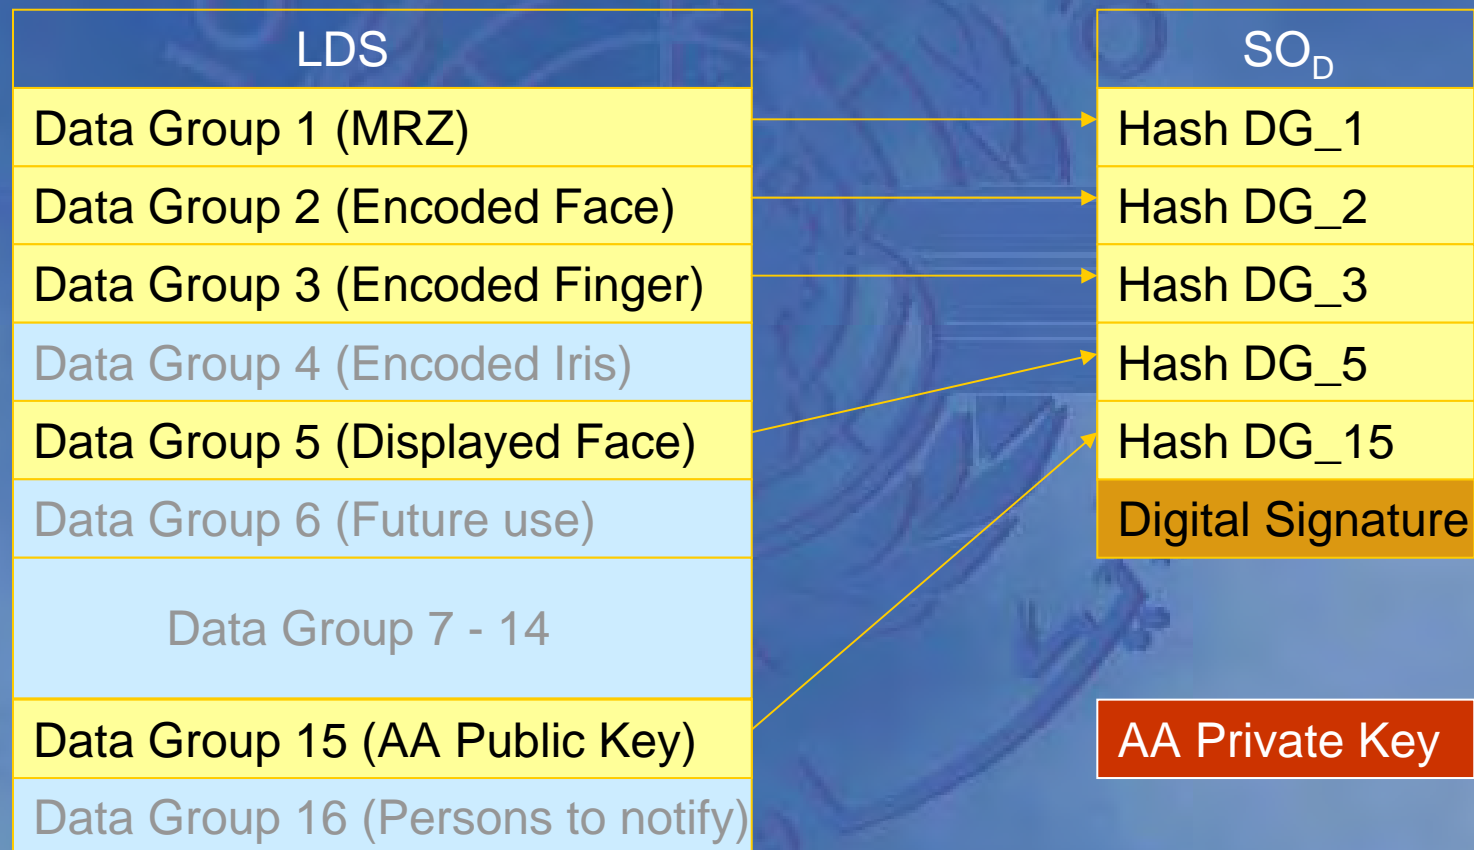 LDS
Data Group 1 (MRZ)
Data Group 2 (Encoded Face)
Data Group 3 (Encoded Finger)
Data Group 4 (Encoded Iris)
Data Group 5 (Displayed Face)
Data Group 6 (Future use)
Data Group 7 - 14
Data Group 15 (AA Public Key)
Data Group 16 (Persons to notify)
SO_D
Hash DG_1
Hash DG_2
Hash DG_3
Hash DG_5
Hash DG_15
Digital Signature
AA Private Key